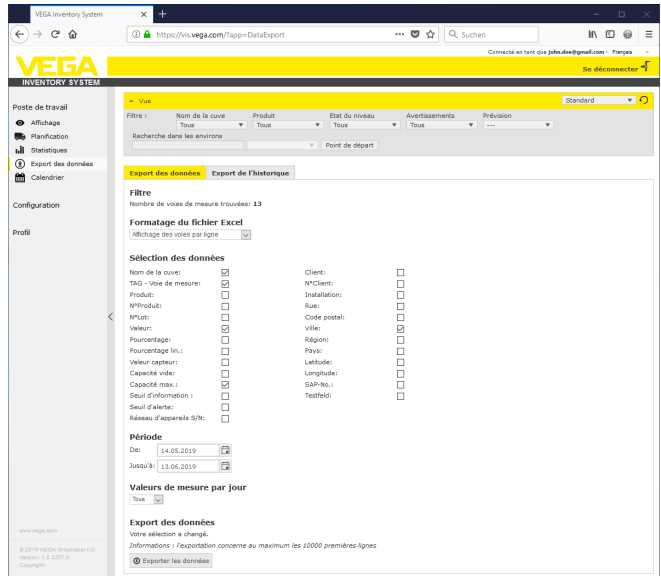 VEGA Inventory System
https://vis.vega.com/?app=DataExport
Suchen
Connecté en tant que john.doe@gmail.com - Français
VEGA
INVENTORY SYSTEM
Se déconnecter
Poste de travail
Affichage
Planification
Statistiques
Export des données
Calendrier
Configuration
Profil
Vue
Standard
Filtre : Nom de la cuve Produit Etat du niveau Avertissements Prévision
Tous Tous Tous Tous ---
Recherche dans les environs
Point de départ
Export des données Export de l'historique
Filtre
Nombre de voies de mesure trouvées: 13
Formatage du fichier Excel
Affichage des voies par ligne
Sélection des données
Nom de la cuve: Client:
TAG - Voie de mesure: N°Client:
Produit: Installation:
N°Produit: Rue:
N°Lot: Code postal:
Valeur: Ville:
Pourcentage: Région:
Pourcentage lin.: Pays:
Valeur capteur: Latitude:
Capacité vide: Longitude:
Capacité max.: SAP-No.:
Seuil d'information : Testfeld:
Seuil d'alerte:
Réseau d'appareils S/N:
Période
De: 14.05.2019
Jusqu'à: 13.06.2019
Valeurs de mesure par jour
Tous
Export des données
Votre sélection a changé.
Informations : l'exportation concerne au maximum les 10000 premières lignes
Exporter les données
www.vega.com
© 2019 VEGA Grieshaber KG
Version: 1.9.2267.0
Copyright